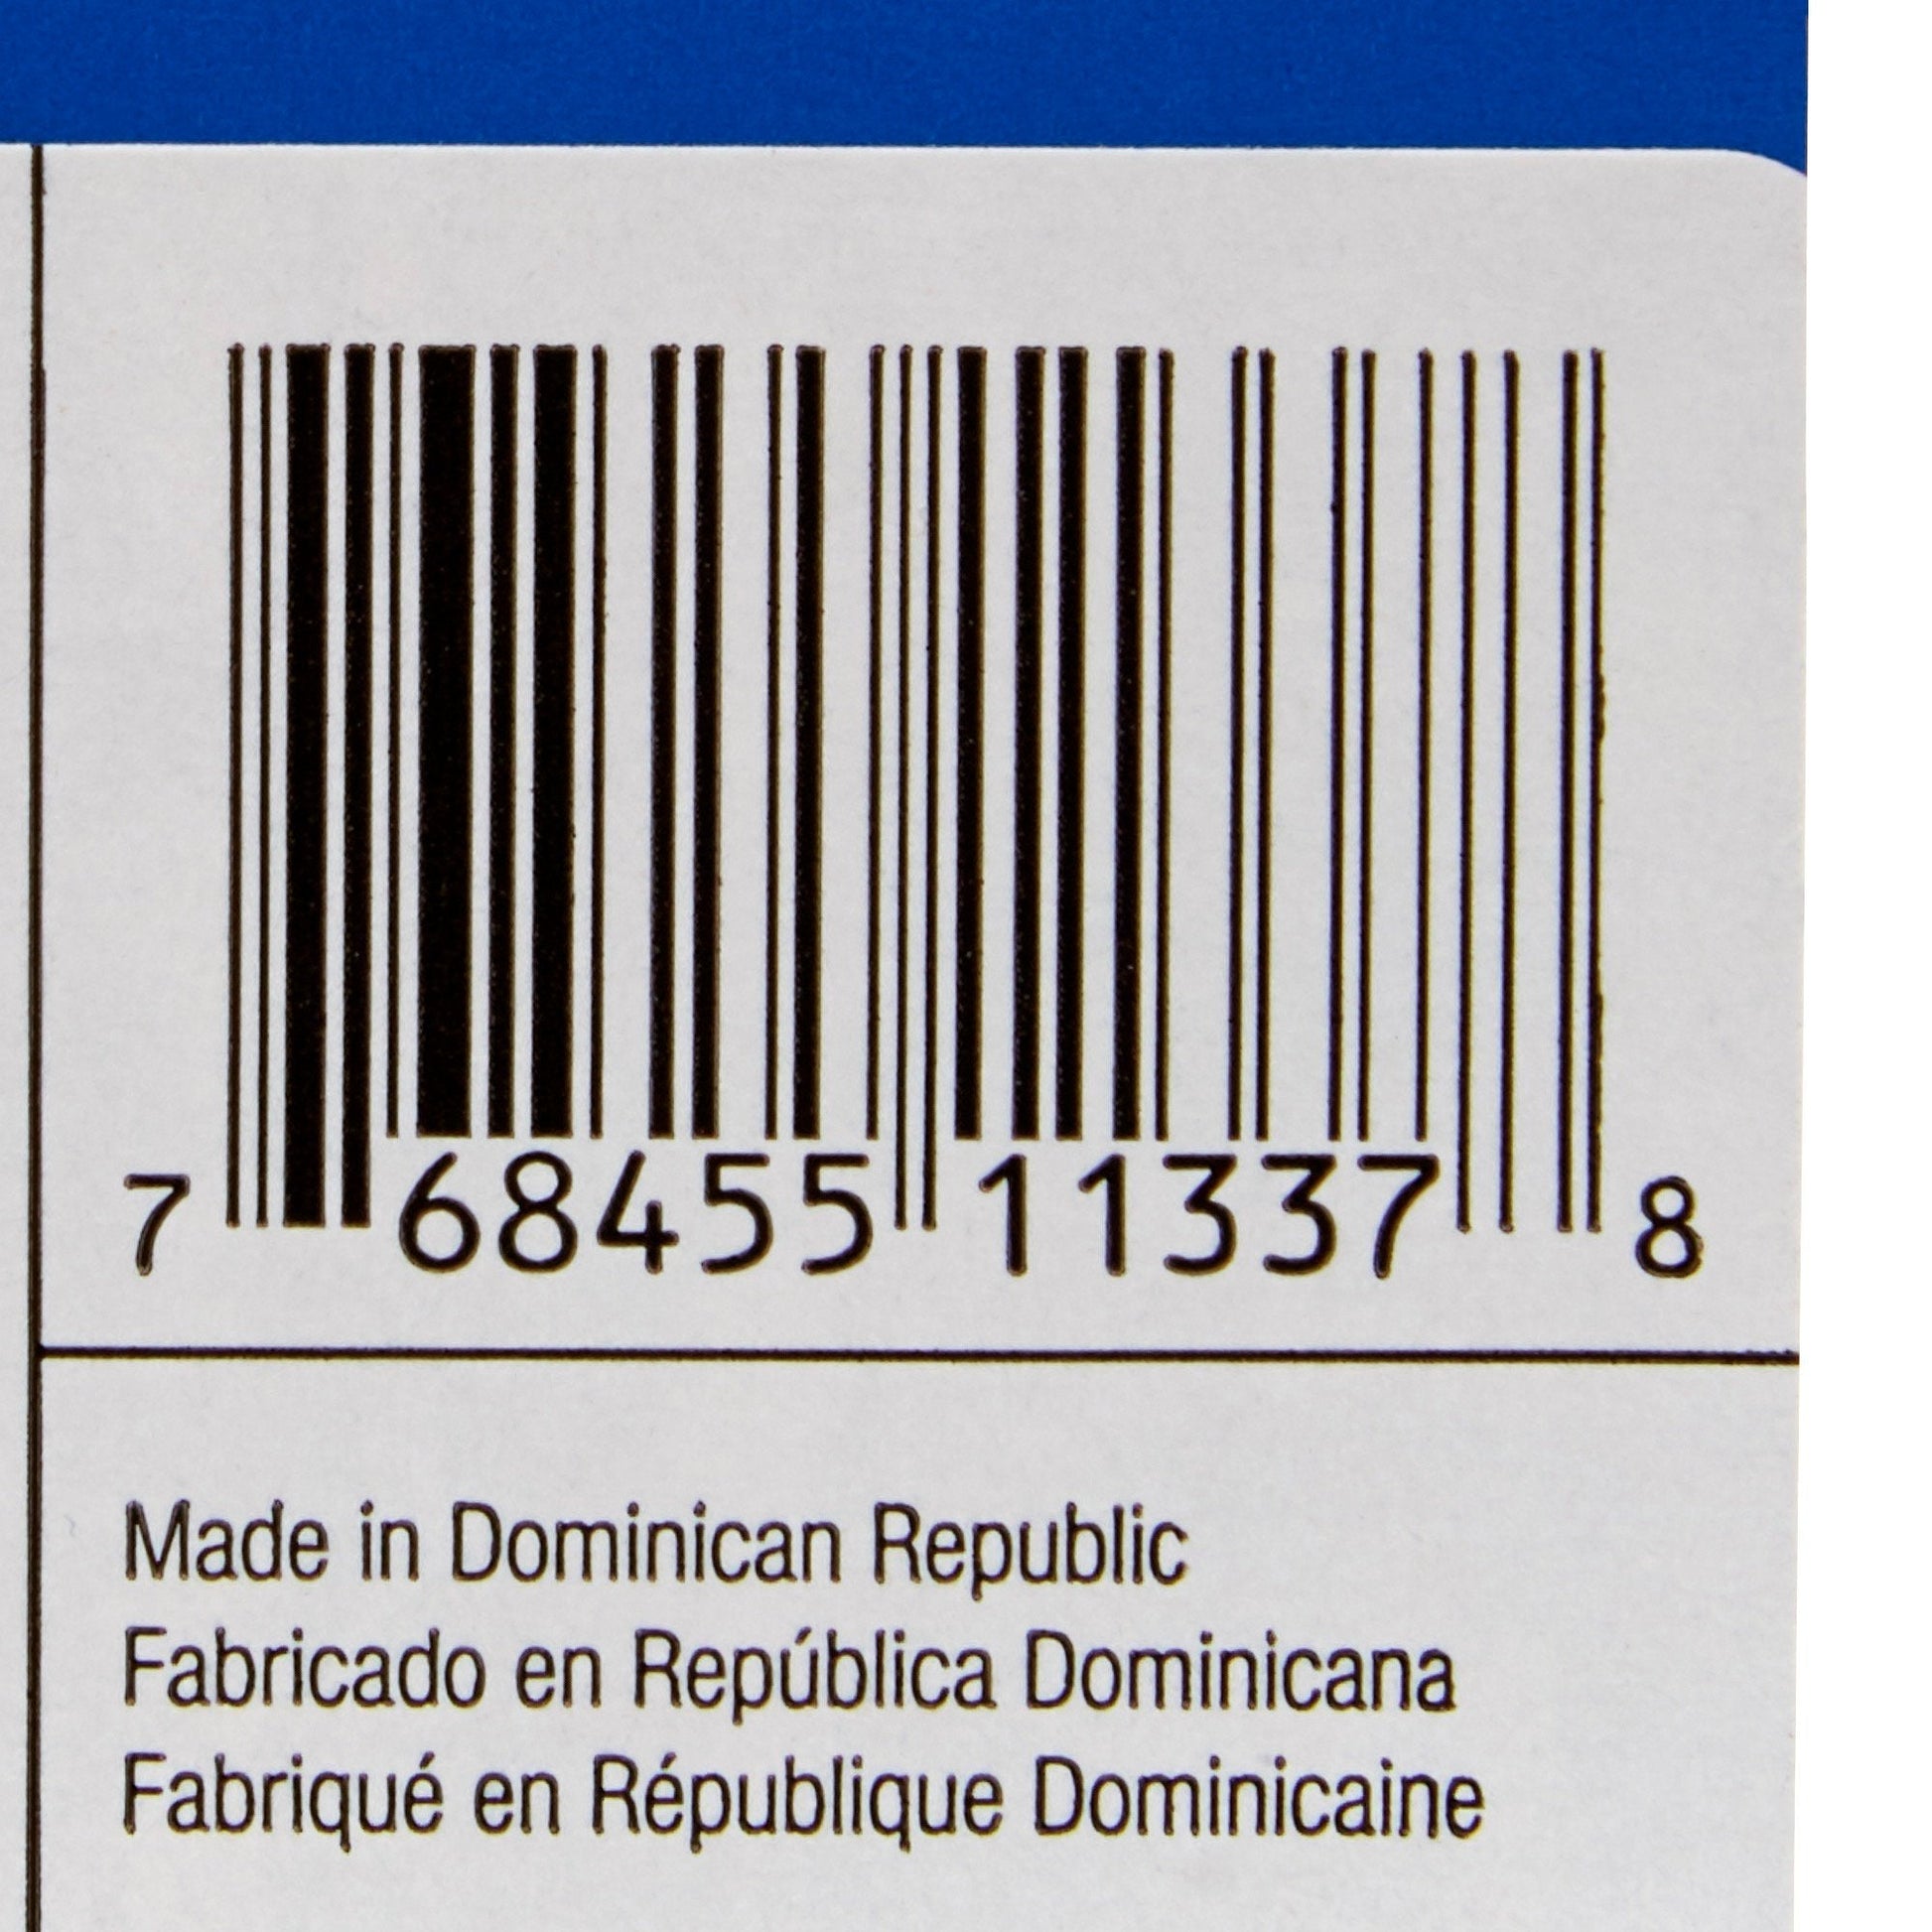 7 68455 11337 8
Made in Dominican Republic
Fabricado en República Dominicana
Fabriqué en République Dominicaine